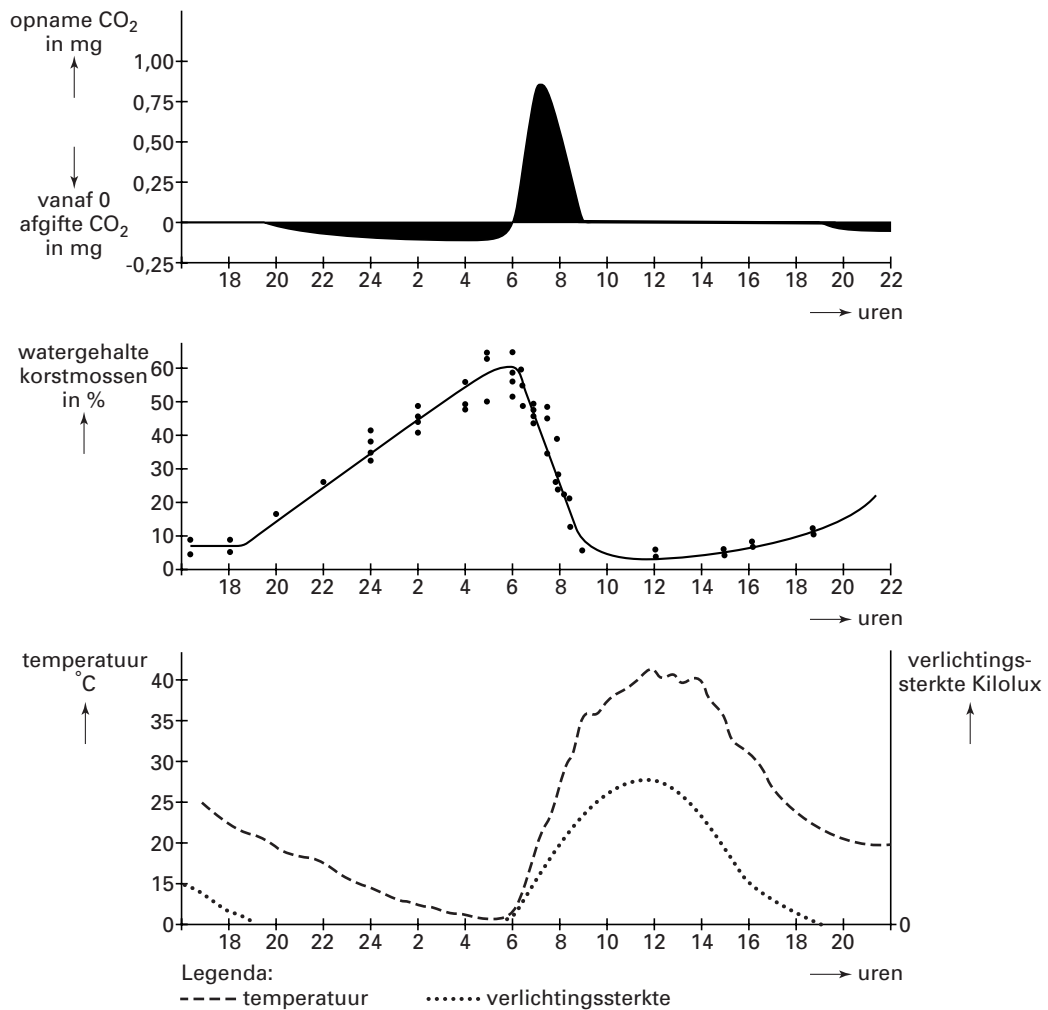 opname CO2
in mg
1,00
0,75
0,50
0,25
vanaf 0
afgifte CO2
in mg
0
-0,25
18 20 22 24 2 4 6 8 10 12 14 16 18 20 22
uren
watergehalte
korstmossen
in %
60
50
40
30
20
10
0
18 20 22 24 2 4 6 8 10 12 14 16 18 20 22
uren
temperatuur
°C
verlichtings-
sterkte Kilolux
40
35
30
25
20
15
0
0
18 20 22 24 2 4 6 8 10 12 14 16 18 20
uren
Legenda:
temperatuur verlichtingssterkte